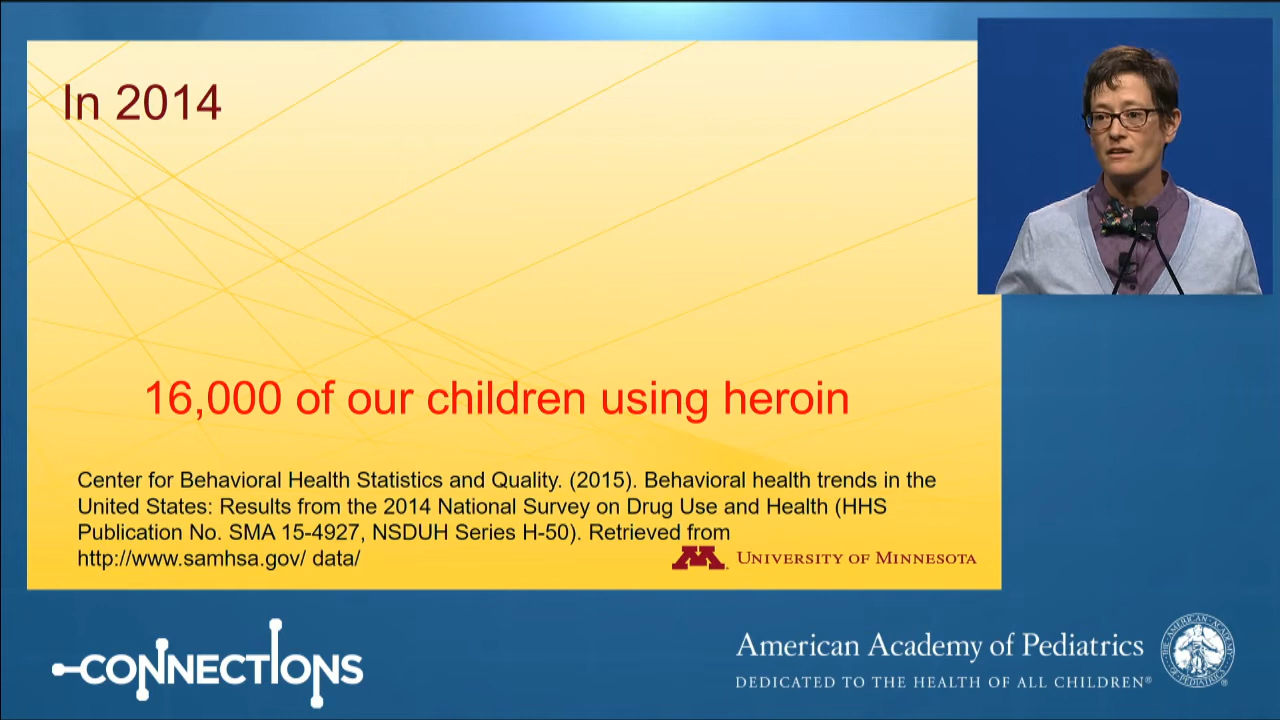 In 2014
16,000 of our children using heroin
Center for Behavioral Health Statistics and Quality. (2015). Behavioral health trends in the
United States: Results from the 2014 National Survey on Drug Use and Health (HHS
Publication No. SMA 15-4927, NSDUH Series H-50). Retrieved from
http://www.samhsa.gov/ data/
M
UNIVERSITY OF MINNESOTA
CONNECTIONS
American Academy of Pediatrics
DEDICATED TO THE HEALTH OF ALL CHILDREN®